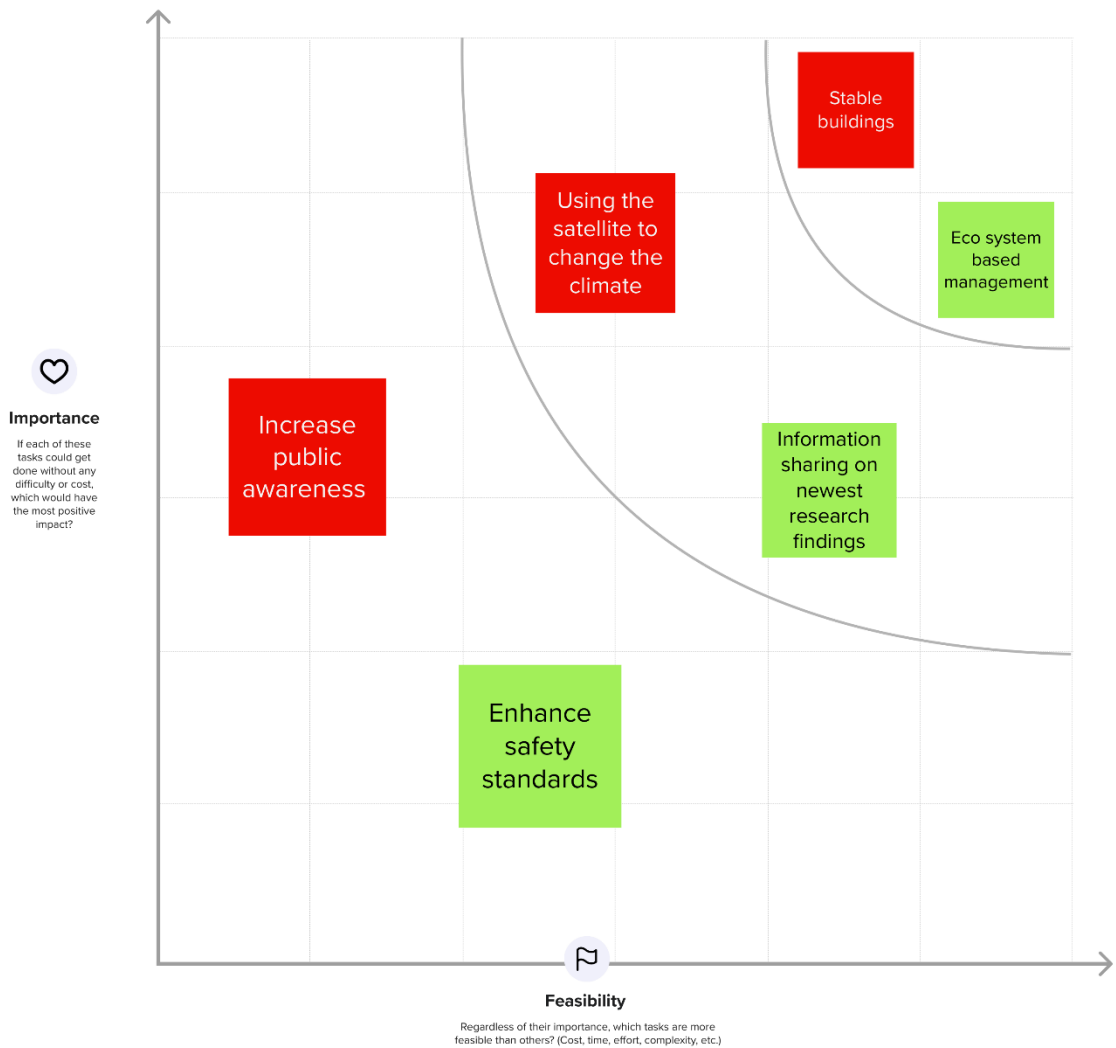 Stable
buildings
Using the
satellite to
change the
climate
Eco system
based
management
Importance
If each of these
tasks could get
done without any
difficulty or cost,
which would have
the most positive
impact?
Increase
public
awareness
Information
sharing on
newest
research
findings
Enhance
safety
standards
Feasibility
Regardless of their importance, which tasks are more
feasible than others? (Cost, time, effort, complexity, etc.)